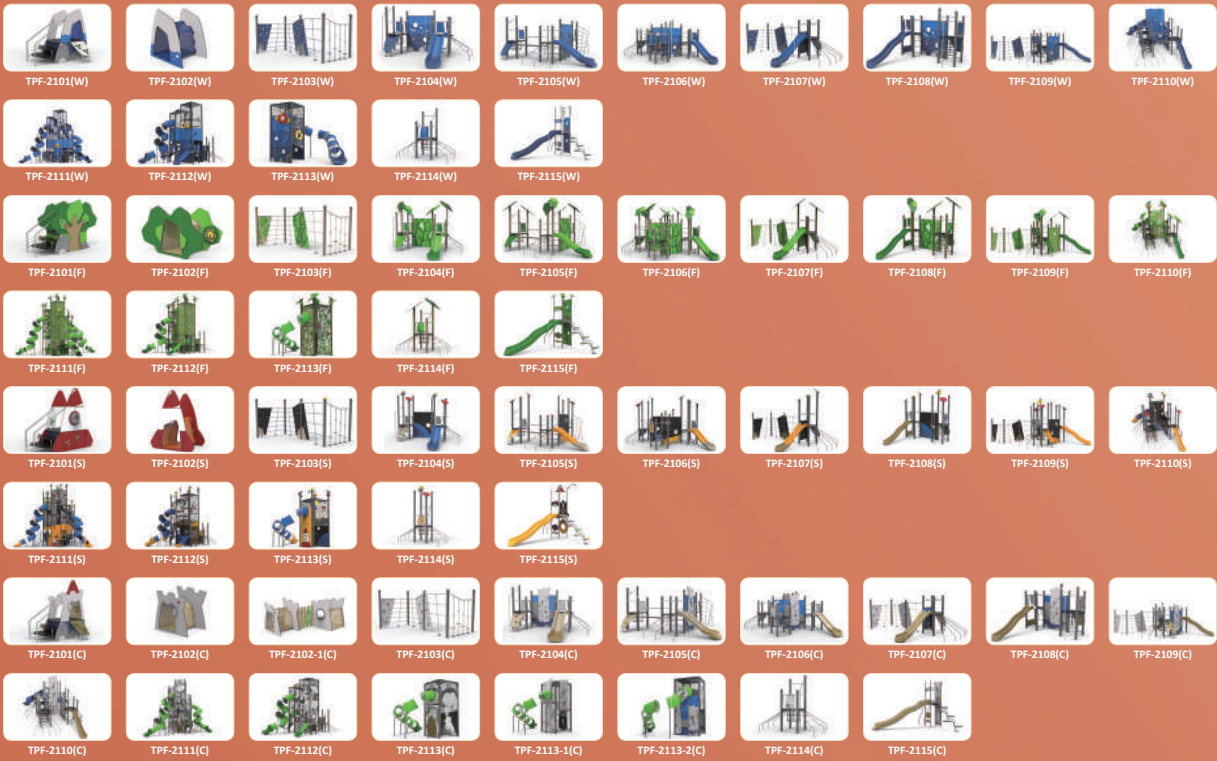 TPF-2101(W) TPF-2102(W) TPF-2103(W) TPF-2104(W) TPF-2105(W) TPF-2106(W) TPF-2107(W) TPF-2108(W) TPF-2109(W) TPF-2110(W)
TPF-2111(W) TPF-2112(W) TPF-2113(W) TPF-2114(W) TPF-2115(W)
TPF-2101(F) TPF-2102(F) TPF-2103(F) TPF-2104(F) TPF-2105(F) TPF-2106(F) TPF-2107(F) TPF-2108(F) TPF-2109(F) TPF-2110(F)
TPF-2111(F) TPF-2112(F) TPF-2113(F) TPF-2114(F) TPF-2115(F)
TPF-2101(S) TPF-2102(S) TPF-2103(S) TPF-2104(S) TPF-2105(S) TPF-2106(S) TPF-2107(S) TPF-2108(S) TPF-2109(S) TPF-2110(S)
TPF-2111(S) TPF-2112(S) TPF-2113(S) TPF-2114(S) TPF-2115(S)
TPF-2101(C) TPF-2102(C) TPF-2102-1(C) TPF-2103(C) TPF-2104(C) TPF-2105(C) TPF-2106(C) TPF-2107(C) TPF-2108(C) TPF-2109(C)
TPF-2110(C) TPF-2111(C) TPF-2112(C) TPF-2113(C) TPF-2113-1(C) TPF-2113-2(C) TPF-2114(C) TPF-2115(C)